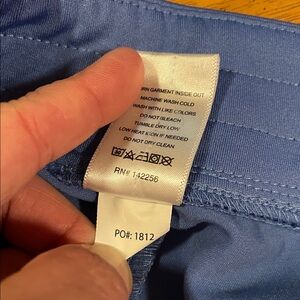 RN GARMENT INSIDE OUT
MACHINE WASH COLD
WASH WITH LIKE COLORS
DO NOT BLEACH
TUMBLE DRY LOW
LOW HEAT IRON IF NEEDED
DO NOT DRY CLEAN
RN# 142256
PO#: 1812